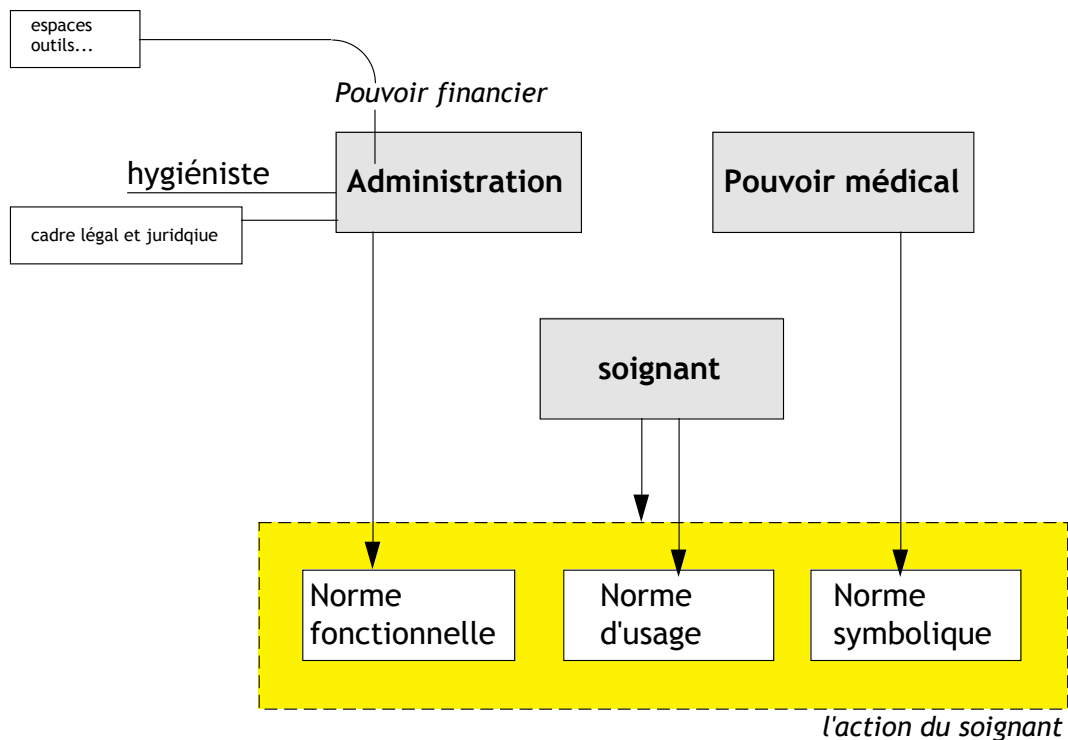 espaces
outils...
Pouvoir financier
hygiéniste
Administration
Pouvoir médical
cadre légal et juridqiue
soignant
Norme
fonctionnelle
Norme
d'usage
Norme
symbolique
l'action du soignant